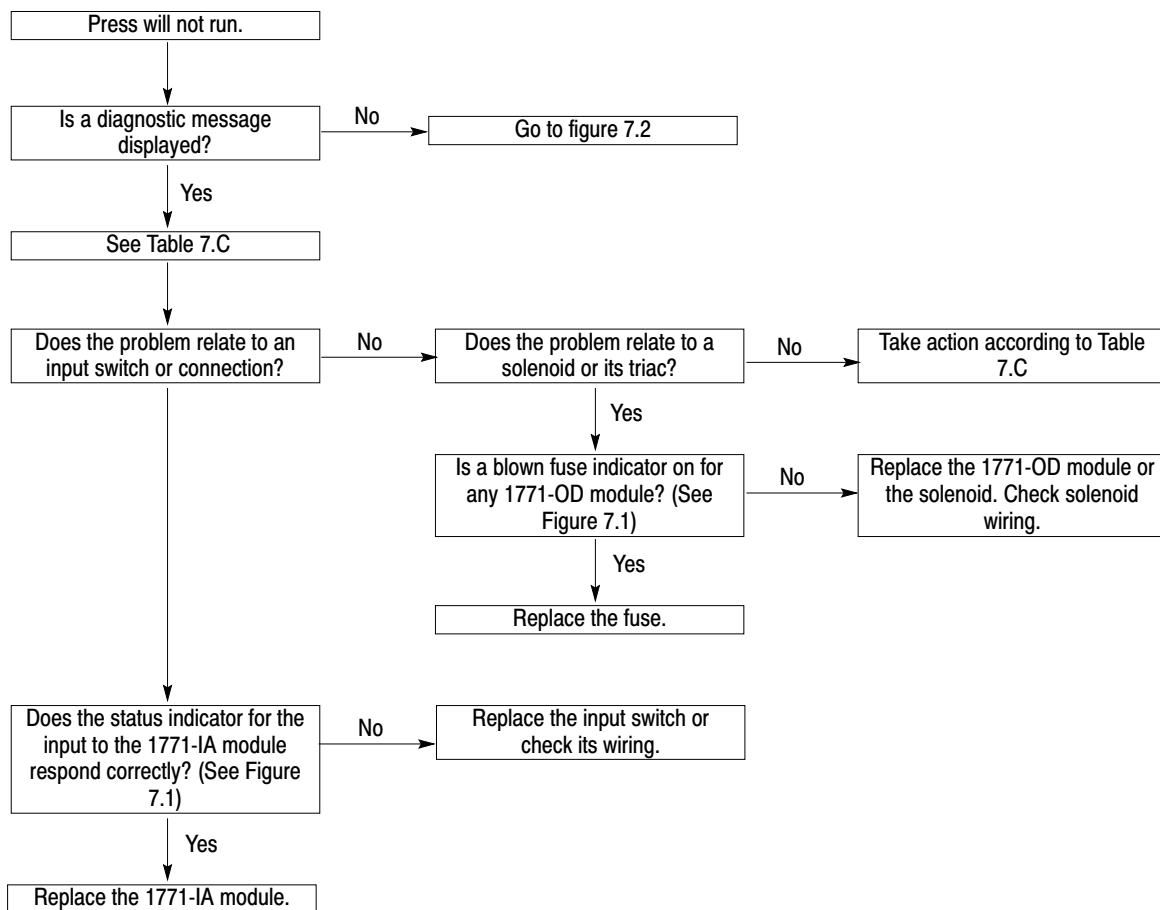 Press will not run.
Is a diagnostic message
displayed?
No
Go to figure 7.2
Yes
See Table 7.C
Does the problem relate to an
input switch or connection?
No
Does the problem relate to a
solenoid or its triac?
No
Take action according to Table
7.C
Yes
Is a blown fuse indicator on for
any 1771-OD module? (See
Figure 7.1)
No
Replace the 1771-OD module or
the solenoid. Check solenoid
wiring.
Yes
Replace the fuse.
Does the status indicator for the
input to the 1771-IA module
respond correctly? (See Figure
7.1)
No
Replace the input switch or
check its wiring.
Yes
Replace the 1771-IA module.